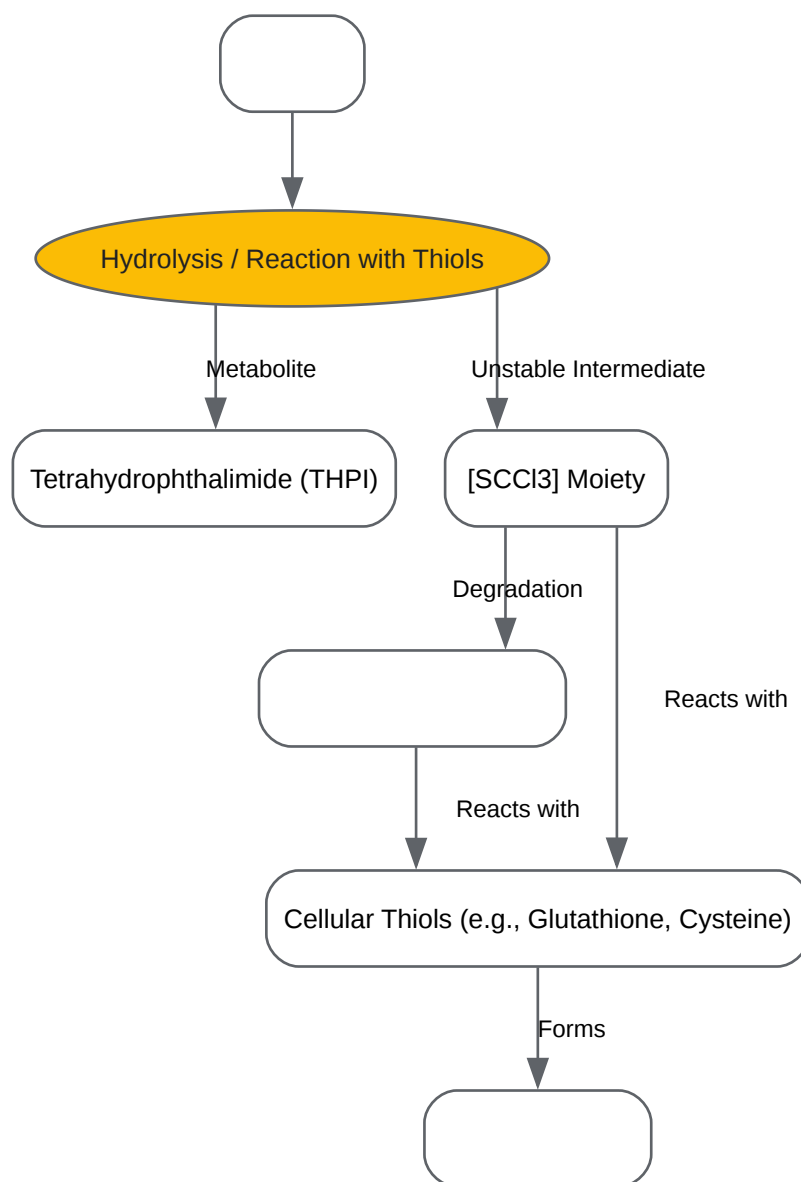 Hydrolysis / Reaction with Thiols
Metabolite
Unstable Intermediate
Tetrahydrophthalimide (THPI)
[SCCl3] Moiety
Degradation
Reacts with
Reacts with
Cellular Thiols (e.g., Glutathione, Cysteine)
Forms